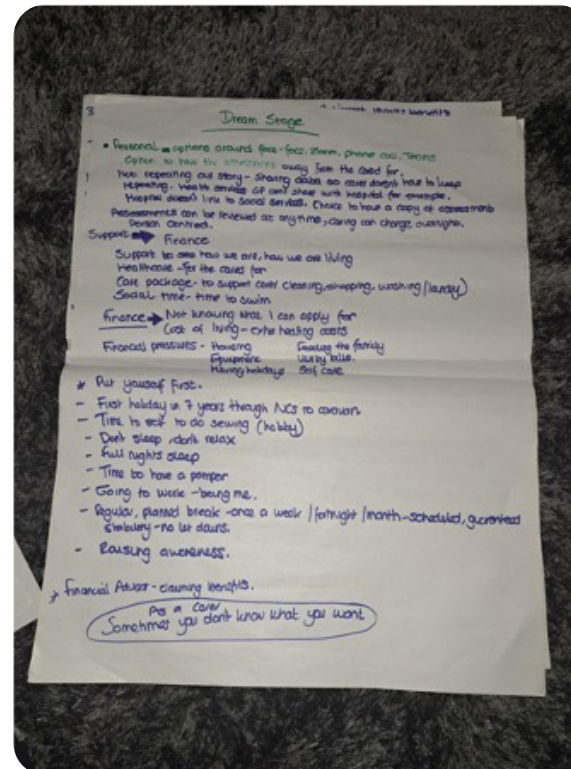 Dream Stage
• Personal - options around face-face, Zoom, phone call, Teams
Option to have the assessment away from the cared for.
Not repeating our story - Sharing data so carer doesn't have to keep
repeating. Health services GP can't share with hospital for example.
Hospital doesn't link to Social services. Choice to have a copy of assessment
Assessments can be reviewed at anytime, caring can change overnight.
Person Centred.
Support → Finance
Support to see how we are, how we are living
Healthcare - for the cared for
Care package - to support carer cleaning, shopping, washing/laundry)
Social time - time to swim
Finance → Not knowing what I can apply for
Cost of living - extra heating costs
Financial pressures - Housing Feeding the family
Equipment utility bills.
Having holidays Self care
* Put yourself first.
- First holiday in 7 years through NCS to caravan
- Time to self to do sewing (hobby)
- Don't sleep, don't relax
- Full nights sleep
- Time to have a pamper
- Going to work - being me.
- Regular, planned break - once a week / fortnight / month - scheduled, guaranteed
- no let downs.
- Raising awareness.
* Financial Advisor - claiming benefits.
As a carer
Sometimes you don't know what you want